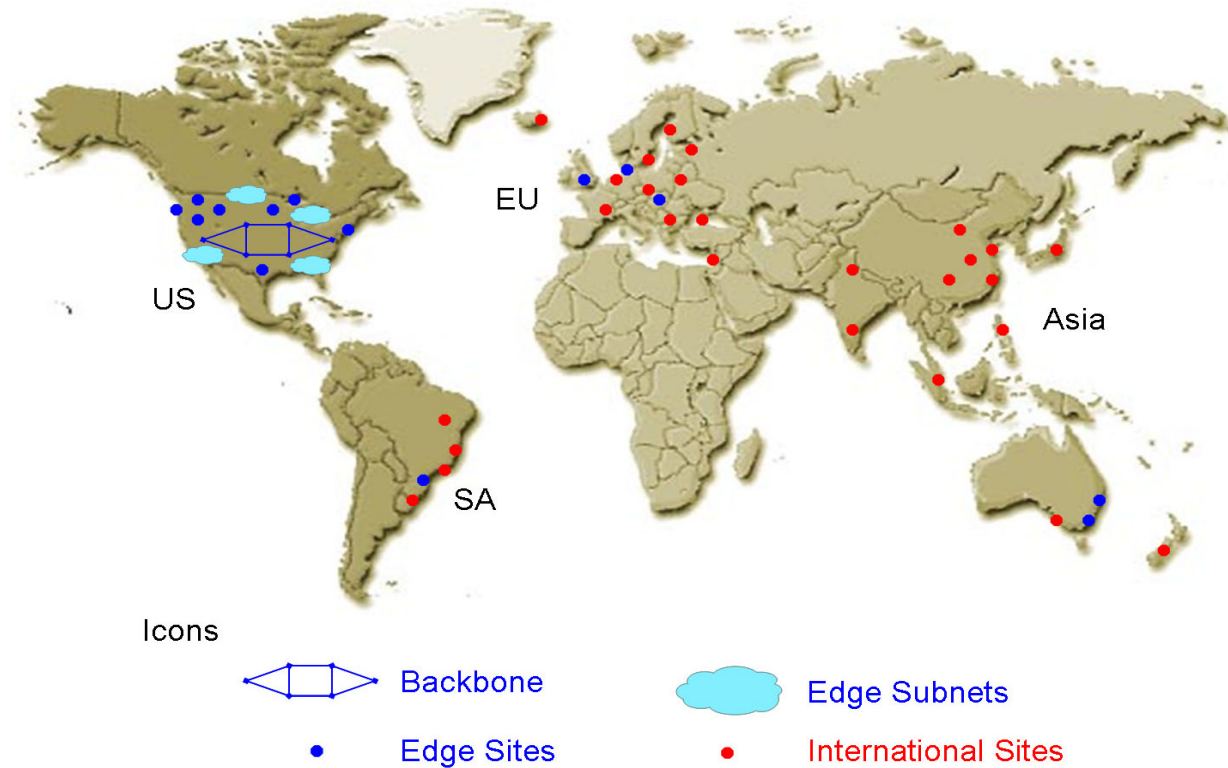 EU
US
Asia
SA
Icons
Backbone
Edge Subnets
Edge Sites
International Sites